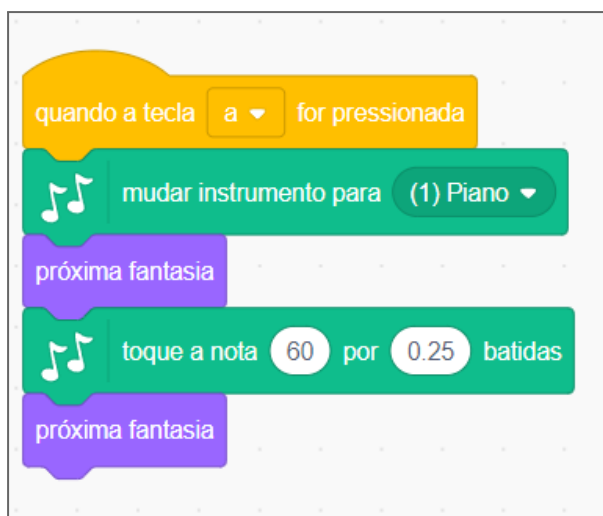 quando a tecla a for pressionada
mudar instrumento para (1) Piano
próxima fantasia
toque a nota 60 por 0.25 batidas
próxima fantasia